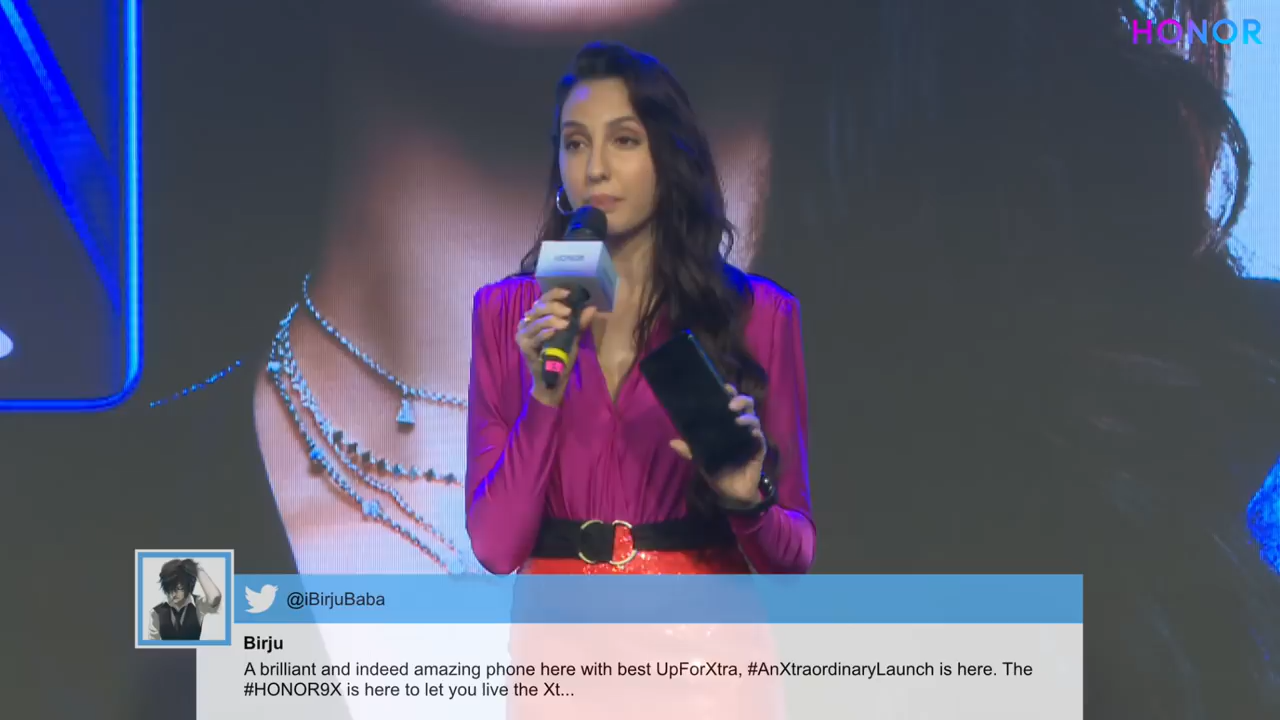 HONOR
HONOR
@iBirjuBaba
Birju
A brilliant and indeed amazing phone here with best UpForXtra, #AnXtraordinaryLaunch is here. The
#HONOR9X is here to let you live the Xt...